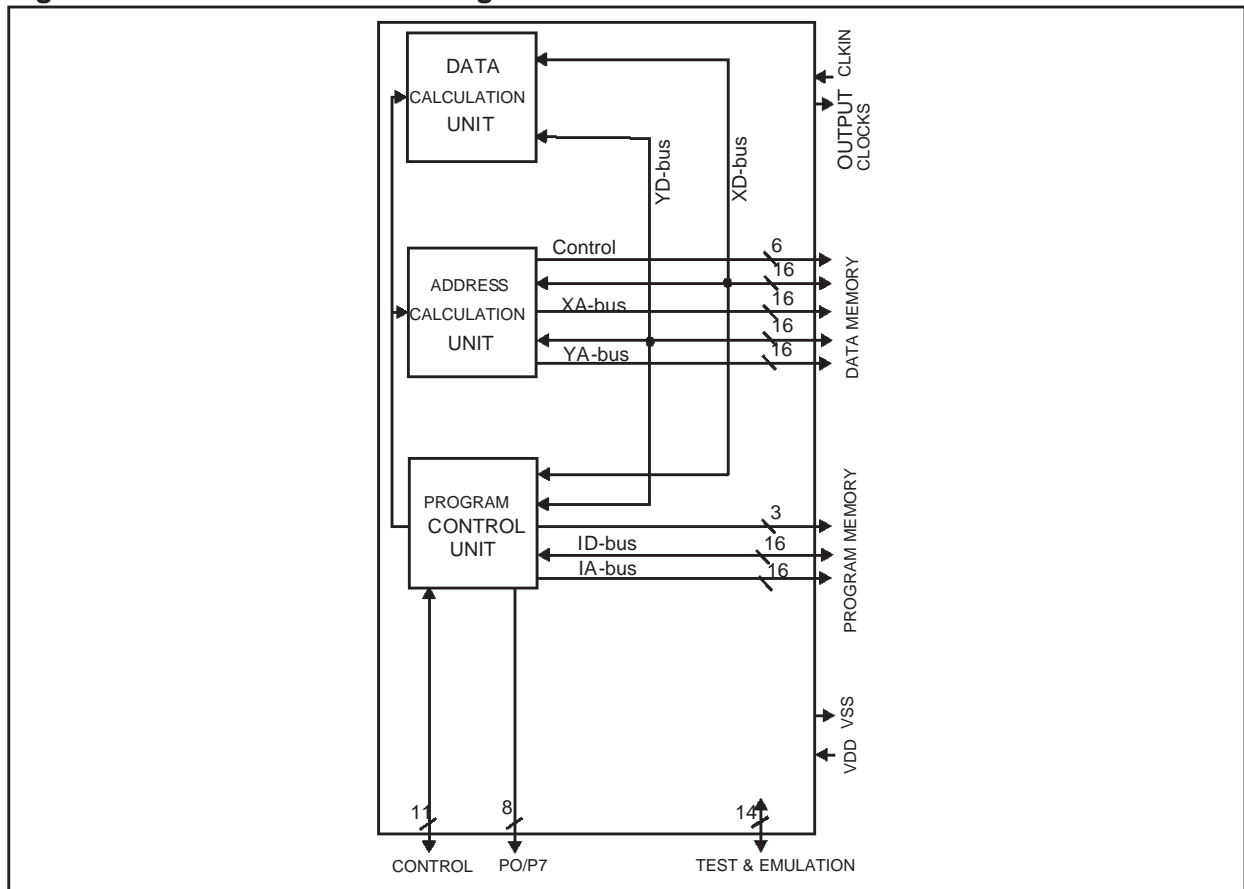 DATA
CALCULATION
UNIT
YD-bus
XD-bus
CLKIN
OUTPUT
CLOCKS
ADDRESS
CALCULATION
UNIT
Control
6
16
XA-bus
16
16
YA-bus
16
DATA MEMORY
PROGRAM
CONTROL
UNIT
3
ID-bus
16
IA-bus
16
PROGRAM MEMORY
VDD VSS
11
8
14
CONTROL
PO/P7
TEST & EMULATION